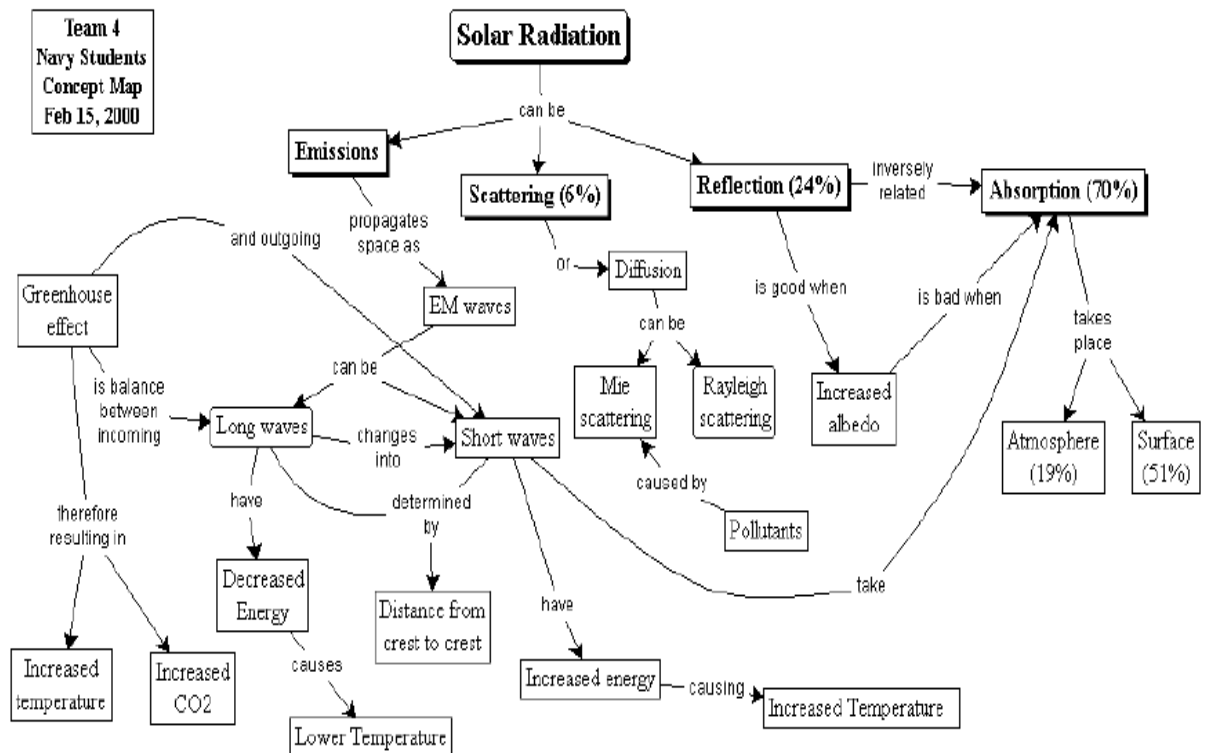 Team 4
Navy Students
Concept Map
Feb 15, 2000
Solar Radiation
can be
Emissions
Scattering (6%)
Reflection (24%)
inversely
related
Absorption (70%)
propagates
space as
and outgoing
or
Diffusion
is good when
is bad when
takes
place
Greenhouse
effect
EM waves
can be
can be
Mie
scattering
Rayleigh
scattering
Increased
albedo
is balance
between
incoming
Long waves
changes
into
Short waves
Atmosphere
(19%)
Surface
(51%)
caused by
Pollutants
have
determined
by
therefore
resulting in
Decreased
Energy
Distance from
crest to crest
have
take
Increased
temperature
Increased
CO2
causes
Lower Temperature
Increased energy
causing
Increased Temperature